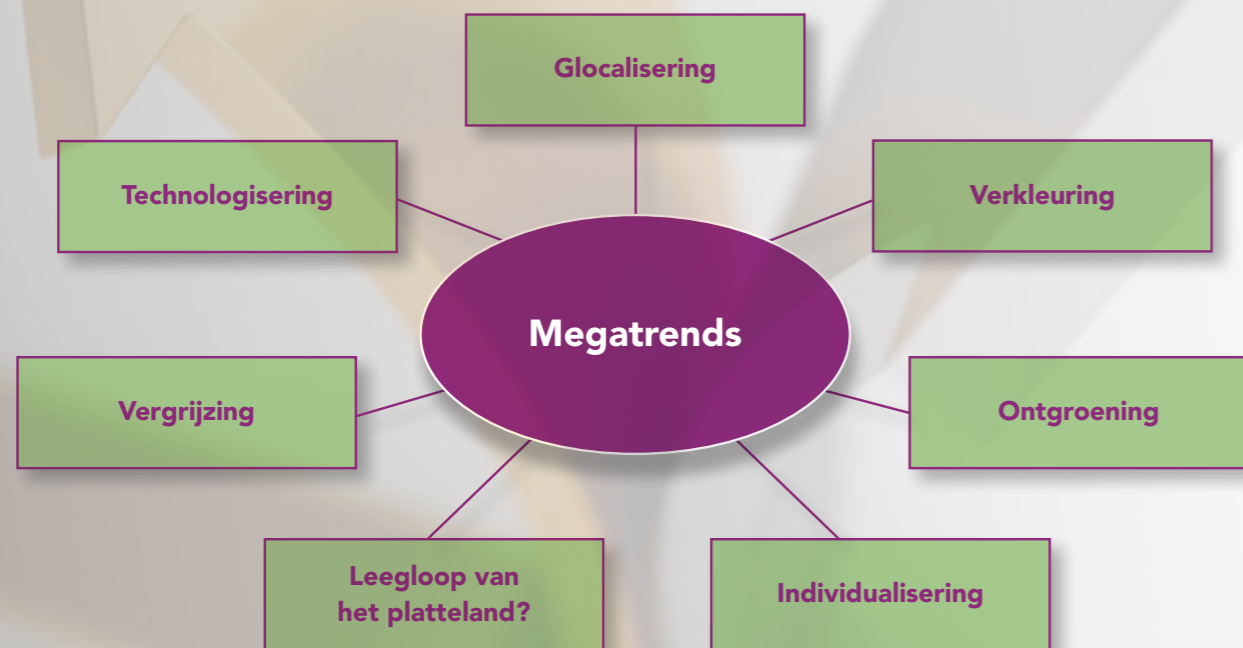 Glocalisering
Technologisering
Verkleuring
Megatrends
Vergrijzing
Ontgroening
Leegloop van
het platteland?
Individualisering